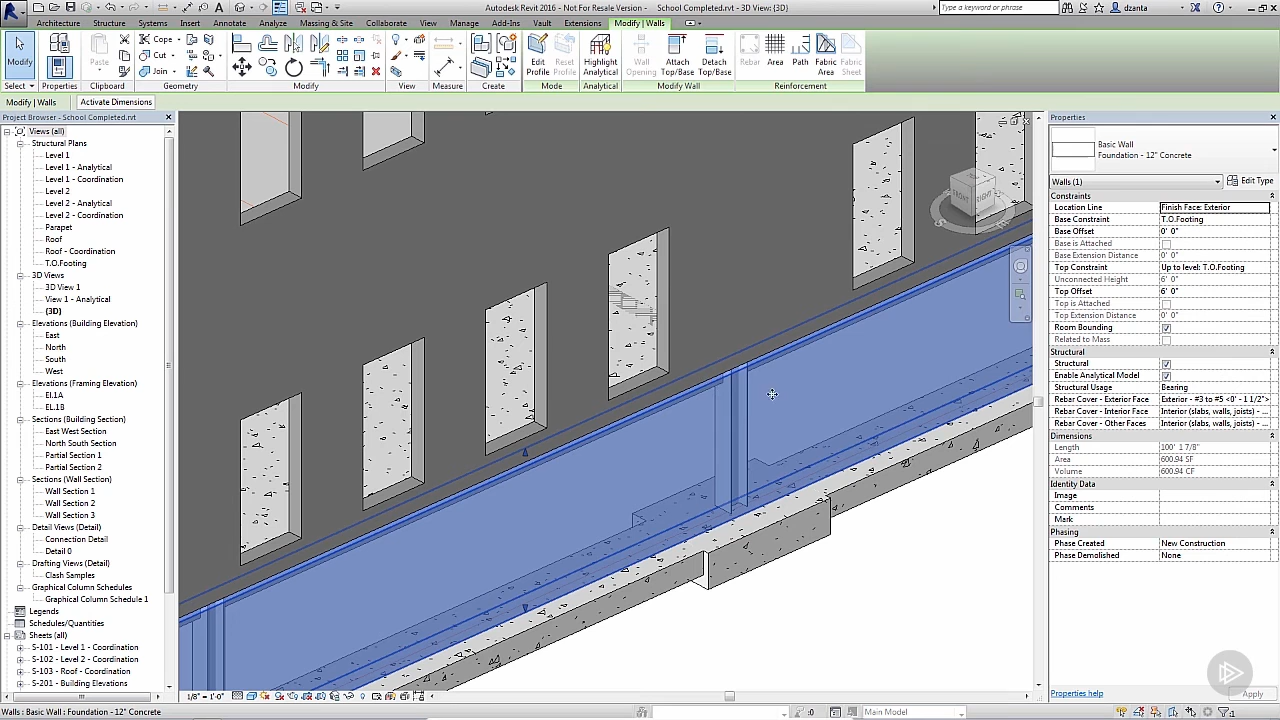 Autodesk Revit 2016 - Not For Resale Version - School Completed.rvt - 3D View: {3D}
Type a keyword or phrase
dzanta
Architecture Structure Systems Insert Annotate Analyze Massing & Site Collaborate View Manage Add-Ins Vault Extensions Modify | Walls
Modify
Paste
Cope
Cut
Join
Edit Profile
Reset Profile
Highlight Analytical
Wall Opening
Attach Top/Base
Detach Top/Base
Rebar
Area
Path
Fabric Area
Fabric Sheet
Select Properties Clipboard Geometry Modify View Measure Create Mode Analytical Modify Wall Reinforcement
Modify | Walls Activate Dimensions
Project Browser - School Completed.rvt
Views (all)
Structural Plans
Level 1
Level 1 - Analytical
Level 1 - Coordination
Level 2
Level 2 - Analytical
Level 2 - Coordination
Parapet
Roof
Roof - Coordination
T.O.Footing
3D Views
3D View 1
View 1 - Analytical
{3D}
Elevations (Building Elevation)
East
North
South
West
Elevations (Framing Elevation)
El.1A
EL.1B
Sections (Building Section)
East West Section
North South Section
Partial Section 1
Partial Section 2
Sections (Wall Section)
Wall Section 1
Wall Section 2
Wall Section 3
Detail Views (Detail)
Connection Detail
Detail 0
Drafting Views (Detail)
Clash Samples
Graphical Column Schedules
Graphical Column Schedule 1
Legends
Schedules/Quantities
Sheets (all)
S-101 - Level 1 - Coordination
S-102 - Level 2 - Coordination
S-103 - Roof - Coordination
S-201 - Building Elevations
TOP
FRONT RIGHT
1/8" = 1'-0"
Properties
Basic Wall
Foundation - 12" Concrete
Walls (1) Edit Type
Constraints
Location Line Finish Face: Exterior
Base Constraint T.O.Footing
Base Offset 0' 0"
Base is Attached
Base Extension Distance 0' 0"
Top Constraint Up to level: T.O.Footing
Unconnected Height 6' 0"
Top Offset 6' 0"
Top is Attached
Top Extension Distance 0' 0"
Room Bounding
Related to Mass
Structural
Structural
Enable Analytical Model
Structural Usage Bearing
Rebar Cover - Exterior Face Exterior - #3 to #5 <0' - 1 1/2">
Rebar Cover - Interior Face Interior (slabs, walls, joists) - ...
Rebar Cover - Other Faces Interior (slabs, walls, joists) - ...
Dimensions
Length 100' 1 7/8"
Area 600.94 SF
Volume 600.94 CF
Identity Data
Image
Comments
Mark
Phasing
Phase Created New Construction
Phase Demolished None
Properties help Apply
Walls : Basic Wall : Foundation - 12" Concrete
:0
Main Model
:1